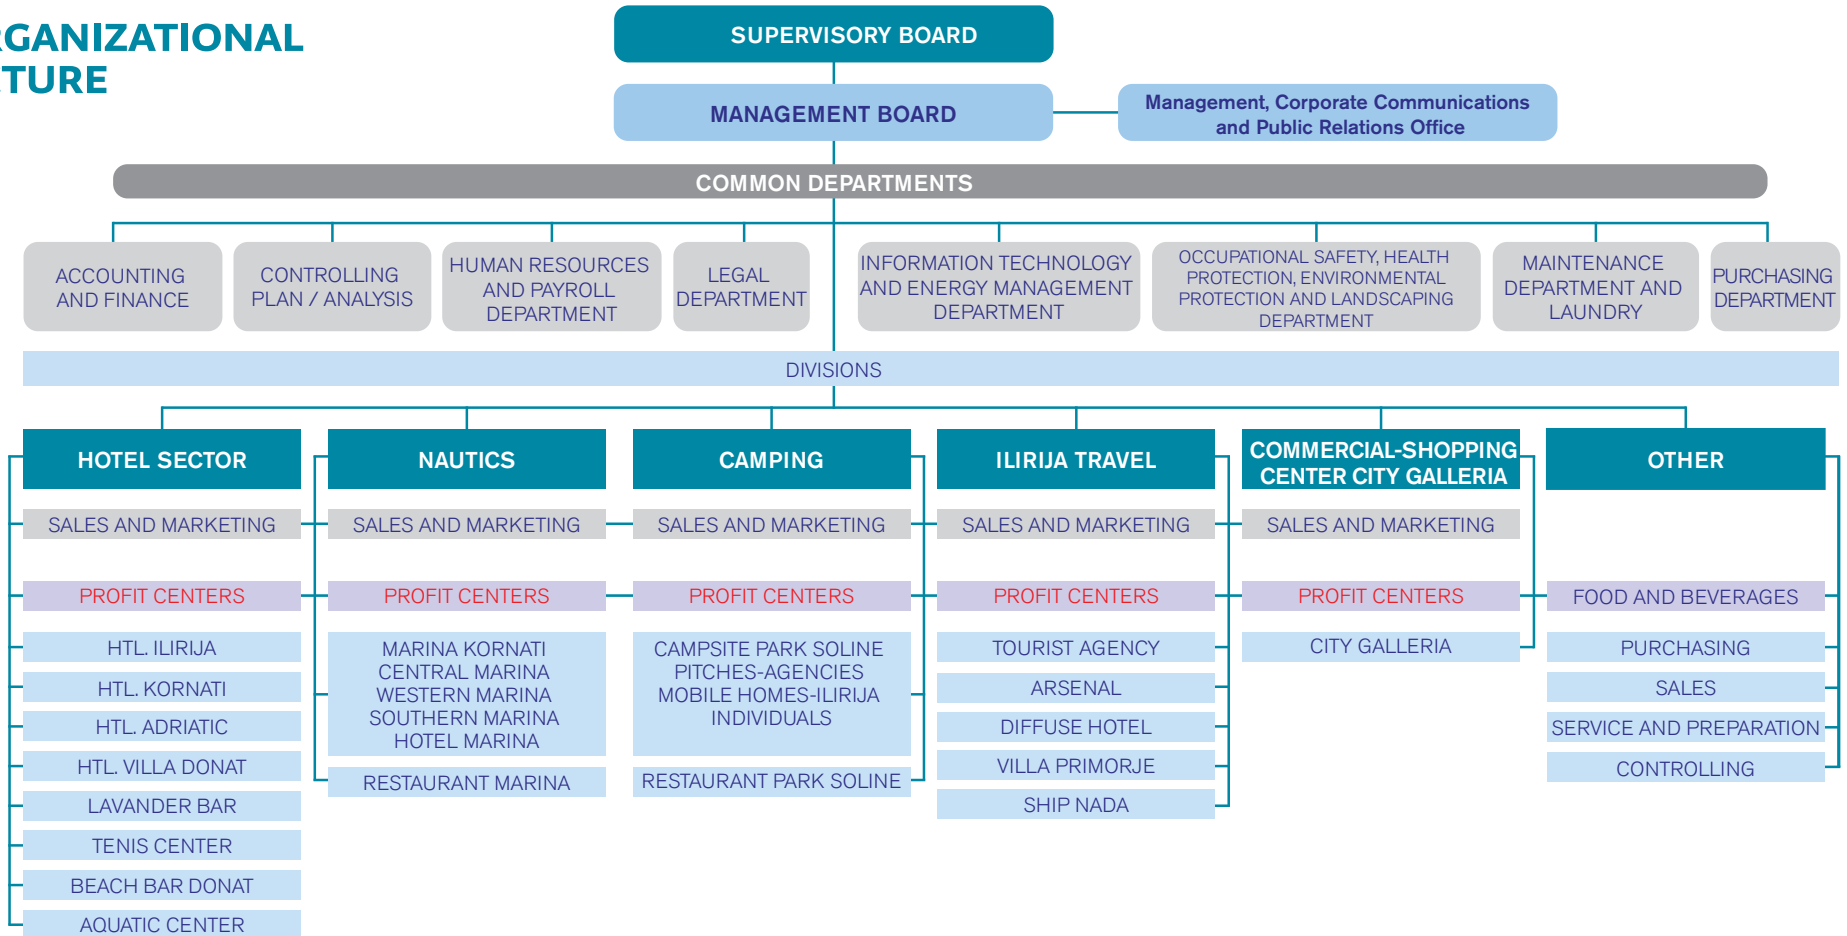 RGANIZATIONAL
CTURE
SUPERVISORY BOARD
MANAGEMENT BOARD
Management, Corporate Communications
and Public Relations Office
COMMON DEPARTMENTS
ACCOUNTING
AND FINANCE
CONTROLLING
PLAN / ANALYSIS
HUMAN RESOURCES
AND PAYROLL
DEPARTMENT
LEGAL
DEPARTMENT
INFORMATION TECHNOLOGY
AND ENERGY MANAGEMENT
DEPARTMENT
OCCUPATIONAL SAFETY, HEALTH
PROTECTION, ENVIRONMENTAL
PROTECTION AND LANDSCAPING
DEPARTMENT
MAINTENANCE
DEPARTMENT AND
LAUNDRY
PURCHASING
DEPARTMENT
DIVISIONS
HOTEL SECTOR
SALES AND MARKETING
PROFIT CENTERS
HTL. ILIRIJA
HTL. KORNATI
HTL. ADRIATIC
HTL. VILLA DONAT
LAVANDER BAR
TENIS CENTER
BEACH BAR DONAT
AQUATIC CENTER
NAUTICS
SALES AND MARKETING
PROFIT CENTERS
MARINA KORNATI
CENTRAL MARINA
WESTERN MARINA
SOUTHERN MARINA
HOTEL MARINA
RESTAURANT MARINA
CAMPING
SALES AND MARKETING
PROFIT CENTERS
CAMPSITE PARK SOLINE
PITCHES-AGENCIES
MOBILE HOMES-ILIRIJA
INDIVIDUALS
RESTAURANT PARK SOLINE
ILIRIJA TRAVEL
SALES AND MARKETING
PROFIT CENTERS
TOURIST AGENCY
ARSENAL
DIFFUSE HOTEL
VILLA PRIMORJE
SHIP NADA
COMMERCIAL-SHOPPING
CENTER CITY GALLERIA
SALES AND MARKETING
PROFIT CENTERS
CITY GALLERIA
OTHER
FOOD AND BEVERAGES
PURCHASING
SALES
SERVICE AND PREPARATION
CONTROLLING